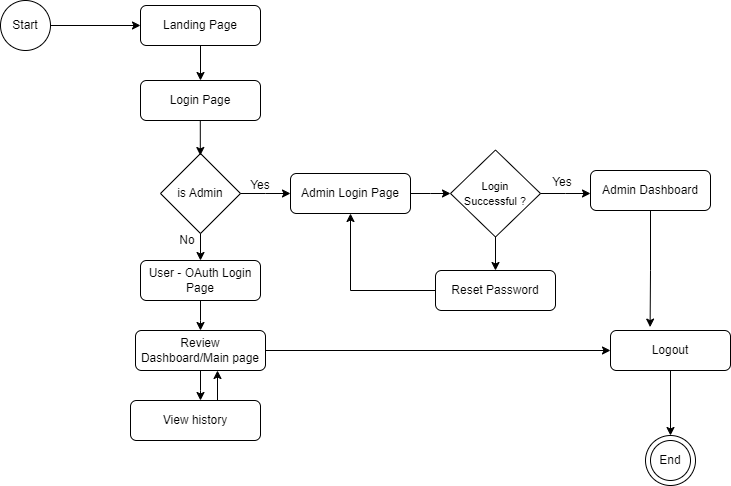 Start
Landing Page
Login Page
is Admin
Yes
Admin Login Page
Login
Successful ?
Yes
Admin Dashboard
No
User - OAuth Login
Page
Reset Password
Review
Dashboard/Main page
Logout
View history
End